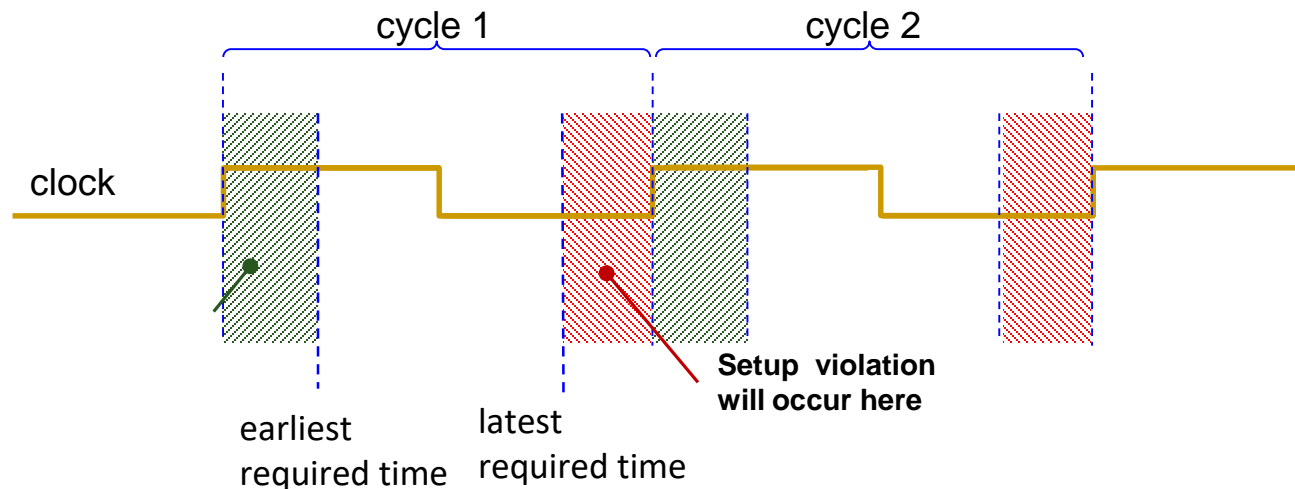 cycle 1
cycle 2
clock
Setup violation
will occur here
earliest
required time
latest
required time